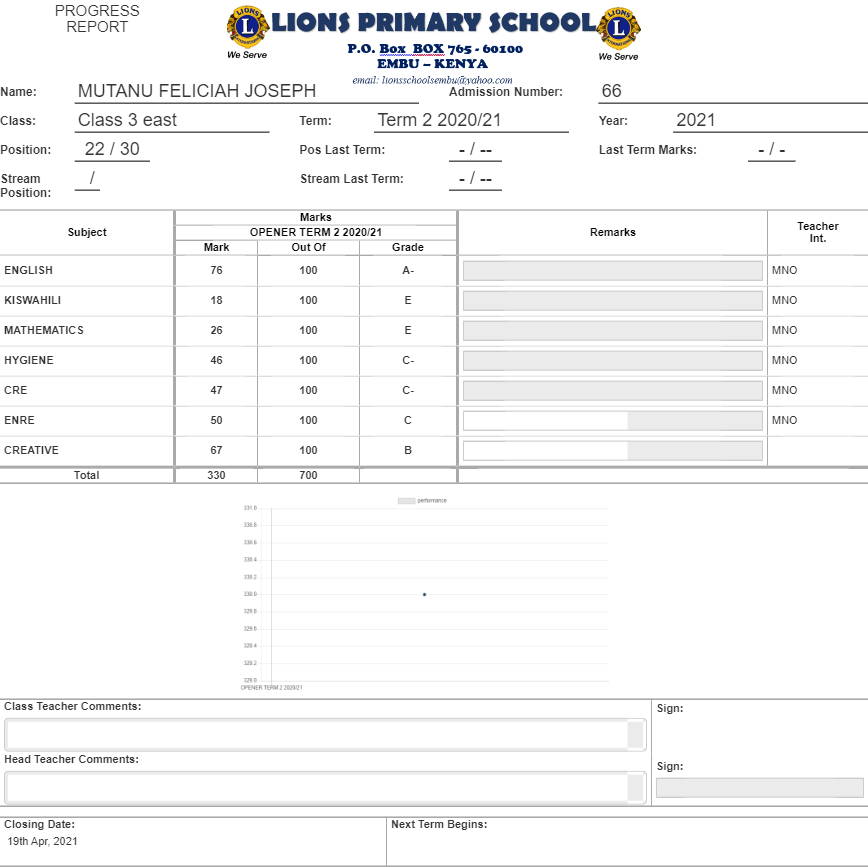 PROGRESS
REPORT
LIONS PRIMARY SCHOOL
LIONS
L
We Serve
LIONS
L
We Serve
P.O. Box BOX 765 - 60100
EMBU – KENYA
email: lionsschoolsembu@yahoo.com
Name: MUTANU FELICIAH JOSEPH Admission Number: 66
Class: Class 3 east Term: Term 2 2020/21 Year: 2021
Position: 22 / 30 Pos Last Term: - / -- Last Term Marks: - / -
Stream Position: / Stream Last Term: - / --
Subject Marks Remarks Teacher Int.
OPENER TERM 2 2020/21
Mark Out Of Grade
ENGLISH 76 100 A- MNO
KISWAHILI 18 100 E MNO
MATHEMATICS 26 100 E MNO
HYGIENE 46 100 C- MNO
CRE 47 100 C- MNO
ENRE 50 100 C MNO
CREATIVE 67 100 B
Total 330 700
performance
331.0
330.8
330.6
330.4
330.2
330.0
329.8
329.6
329.4
329.2
329.0
OPENER TERM 2 2020/21
Class Teacher Comments: Sign:
Head Teacher Comments:
Sign:
Closing Date: Next Term Begins:
19th Apr, 2021